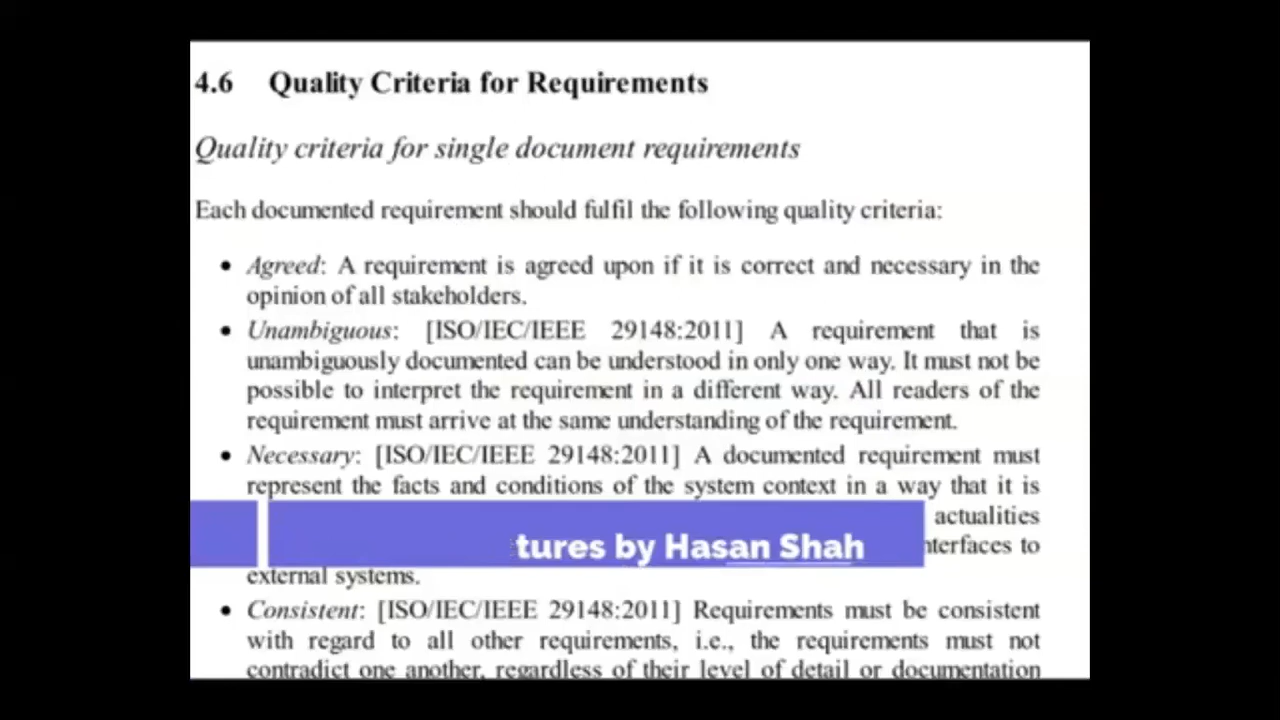 4.6 Quality Criteria for Requirements
Quality criteria for single document requirements
Each documented requirement should fulfil the following quality criteria:
• Agreed: A requirement is agreed upon if it is correct and necessary in the
opinion of all stakeholders.
• Unambiguous: [ISO/IEC/IEEE 29148:2011] A requirement that is
unambiguously documented can be understood in only one way. It must not be
possible to interpret the requirement in a different way. All readers of the
requirement must arrive at the same understanding of the requirement.
• Necessary: [ISO/IEC/IEEE 29148:2011] A documented requirement must
represent the facts and conditions of the system context in a way that it is
actualities
tures by Hasan Shah
nterfaces to
external systems.
• Consistent: [ISO/IEC/IEEE 29148:2011] Requirements must be consistent
with regard to all other requirements, i.e., the requirements must not
contradict one another, regardless of their level of detail or documentation